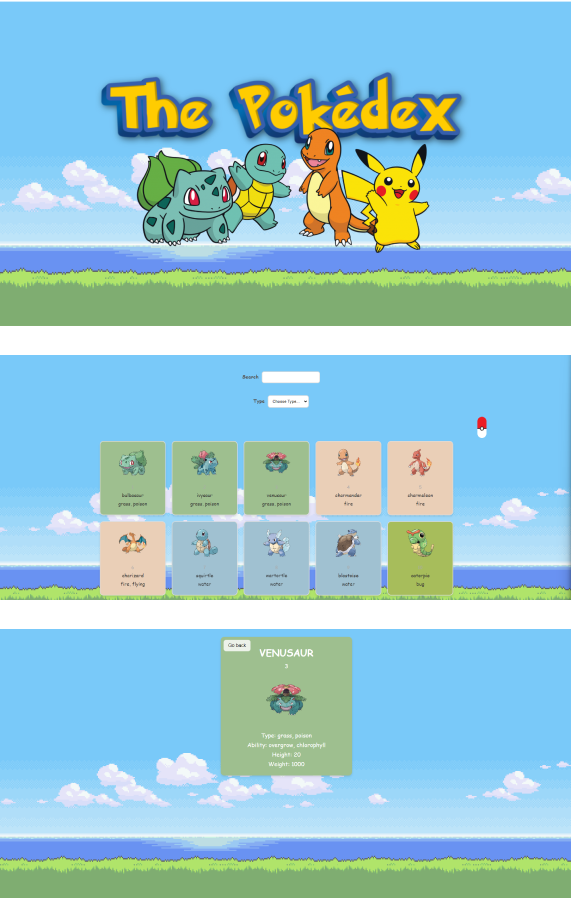 The Pokédex
Search
Type Choose Type...
bulbasaur
grass, poison
ivysaur
grass, poison
venusaur
grass, poison
charmander
fire
charmeleon
fire
charizard
fire, flying
squirtle
water
wartortle
water
blastoise
water
caterpie
bug
Go back
VENUSAUR
3
Type: grass, poison
Ability: overgrow, chlorophyll
Height: 20
Weight: 1000